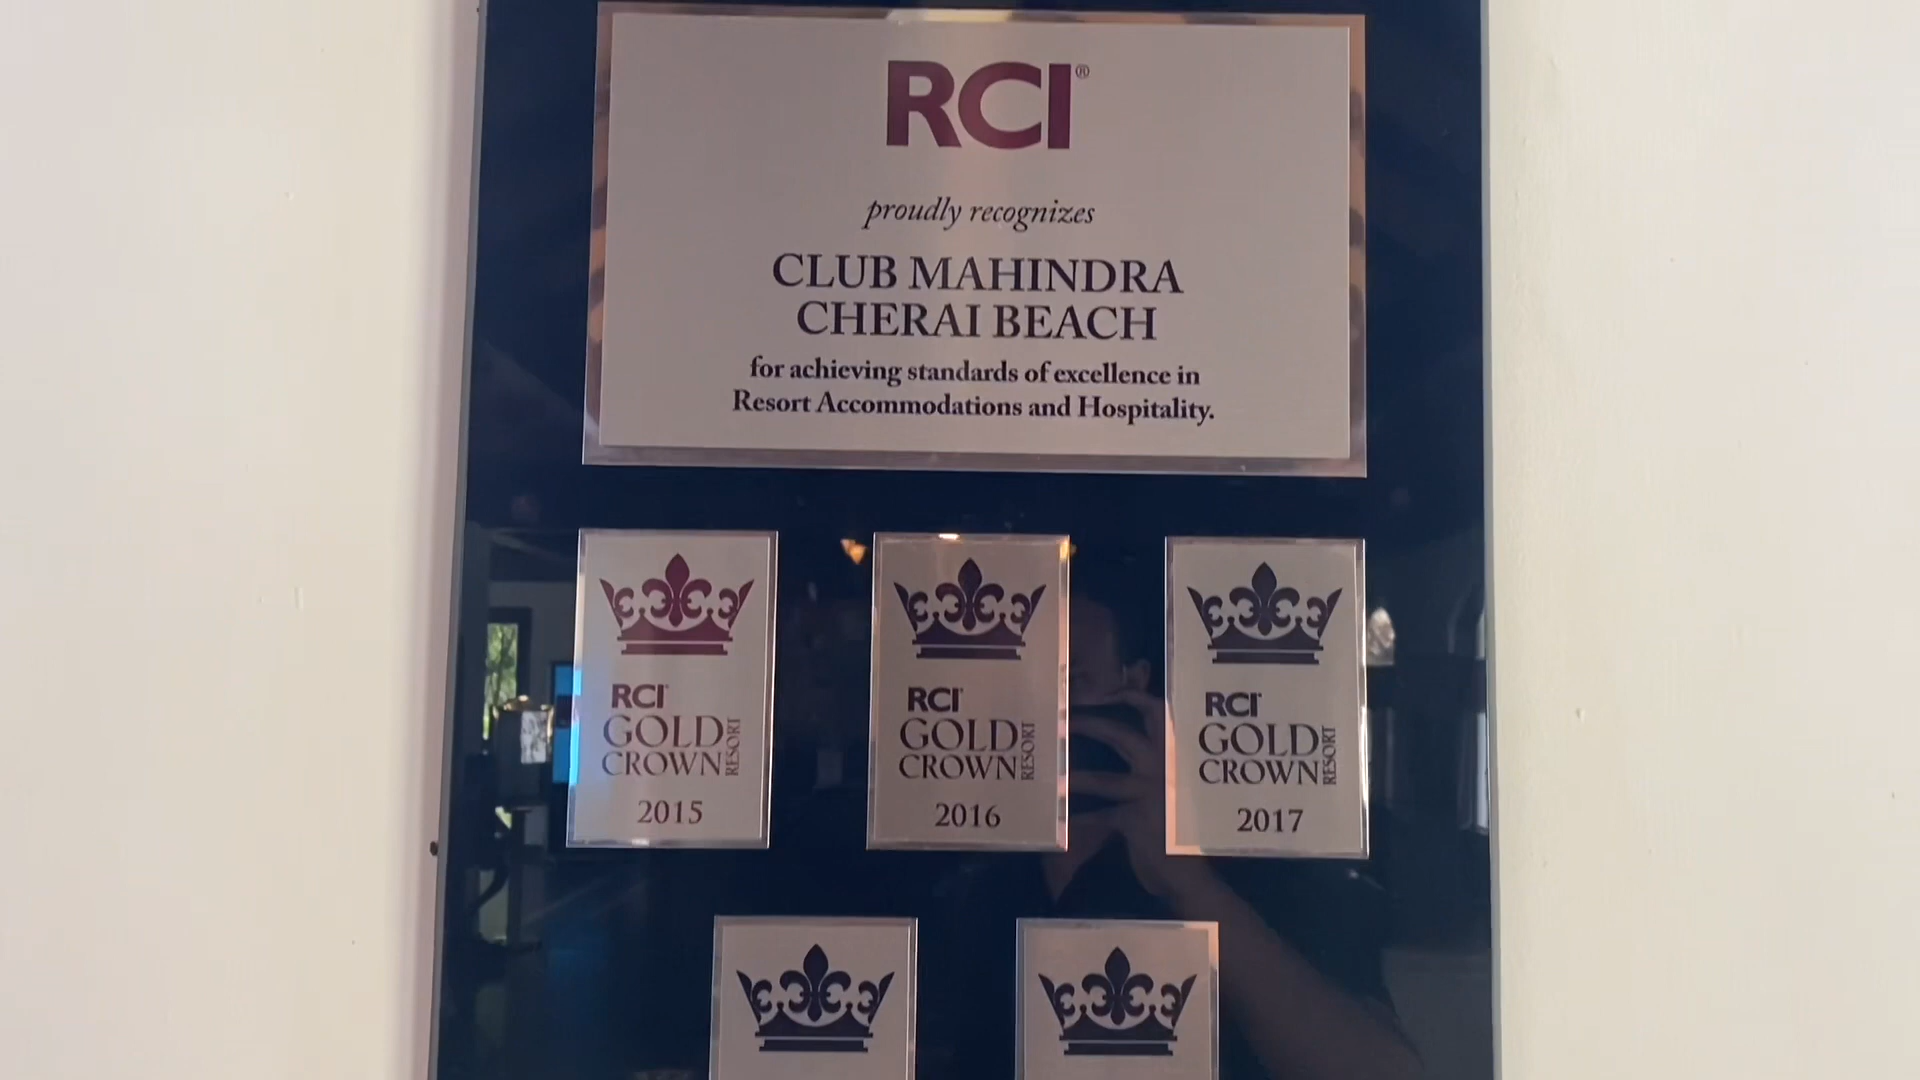 RCI®
proudly recognizes
CLUB MAHINDRA
CHERAI BEACH
for achieving standards of excellence in
Resort Accommodations and Hospitality.
RCI
GOLD
CROWN
RESORT
2015
RCI
GOLD
CROWN
RESORT
2016
RCI
GOLD
CROWN
RESORT
2017